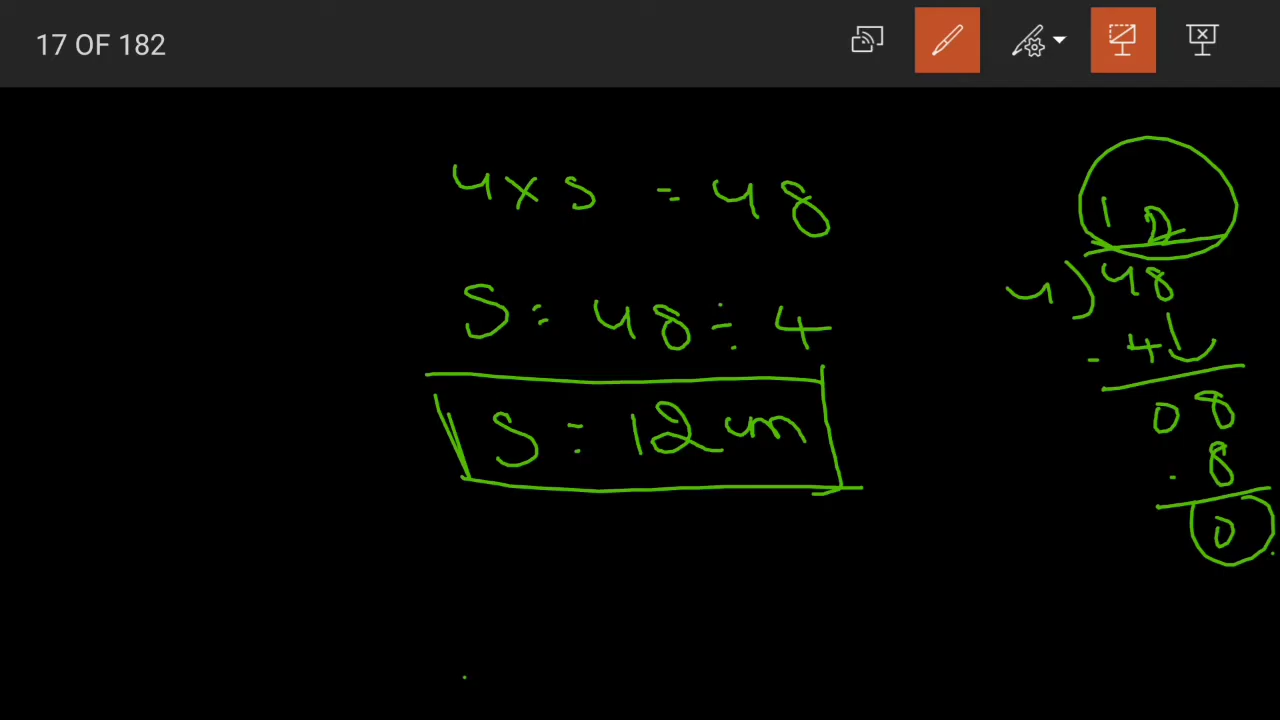 17 OF 182
4 x s = 48
S = 48 ÷ 4
S = 12 cm
12
4 ) 48
- 4
08
- 8
0